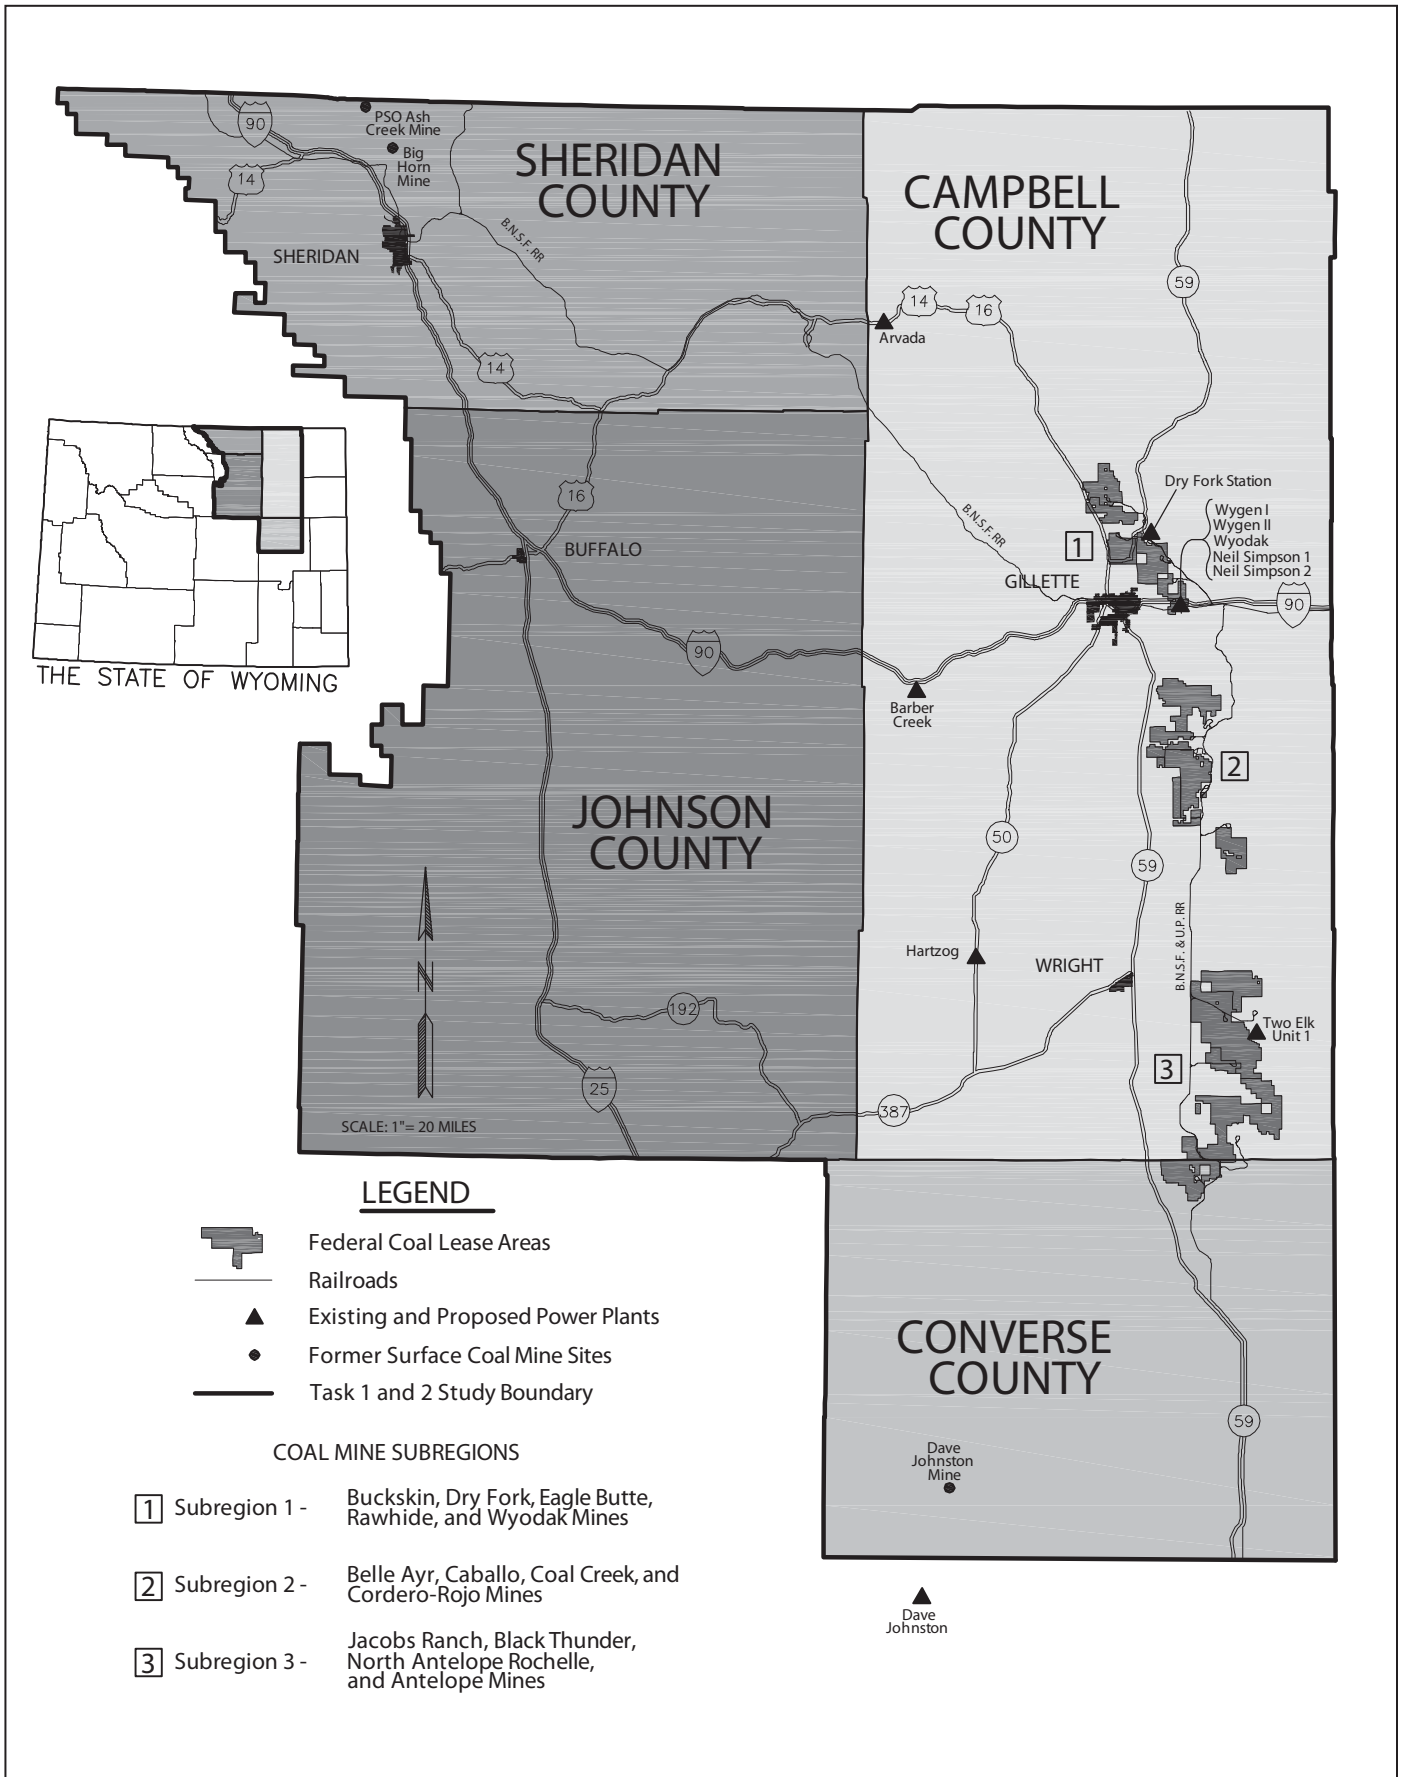 90
PSO Ash
Creek Mine
Big
Horn
Mine
14
SHERIDAN
COUNTY
CAMPBELL
COUNTY
SHERIDAN
B.N.S.F. RR
59
14
16
Arvada
14
16
BUFFALO
B.N.S.F. RR
Dry Fork Station
Wygen I
Wygen II
Wyodak
Neil Simpson 1
Neil Simpson 2
1
GILLETTE
90
90
THE STATE OF WYOMING
Barber
Creek
2
JOHNSON
COUNTY
50
59
B.N.S.F. & U.P. RR
Hartzog
WRIGHT
N
192
Two Elk
Unit 1
3
25
387
SCALE: 1"= 20 MILES
LEGEND
Federal Coal Lease Areas
Railroads
Existing and Proposed Power Plants
Former Surface Coal Mine Sites
Task 1 and 2 Study Boundary
CONVERSE
COUNTY
59
Dave
Johnston
Mine
Dave
Johnston
COAL MINE SUBREGIONS
1 Subregion 1 - Buckskin, Dry Fork, Eagle Butte,
Rawhide, and Wyodak Mines
2 Subregion 2 - Belle Ayr, Caballo, Coal Creek, and
Cordero-Rojo Mines
3 Subregion 3 - Jacobs Ranch, Black Thunder,
North Antelope Rochelle,
and Antelope Mines